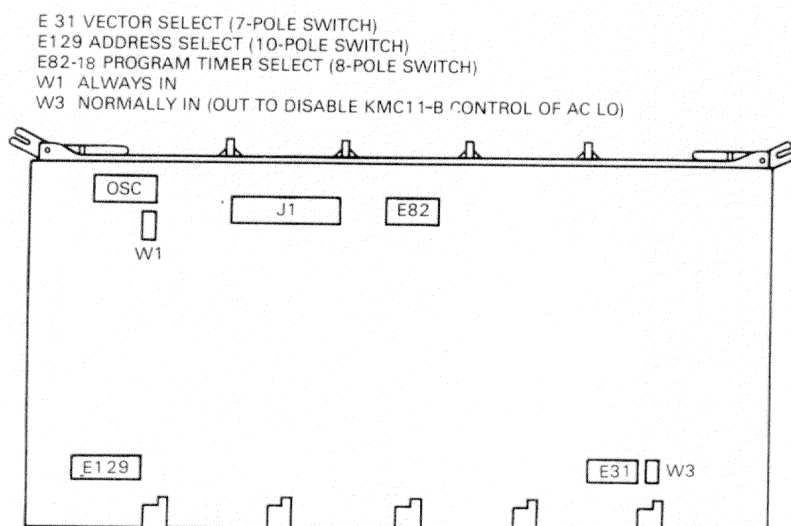 E 31 VECTOR SELECT (7-POLE SWITCH)
E129 ADDRESS SELECT (10-POLE SWITCH)
E82-18 PROGRAM TIMER SELECT (8-POLE SWITCH)
W1 ALWAYS IN
W3 NORMALLY IN (OUT TO DISABLE KMC11-B CONTROL OF AC LO)
OSC
J1
E82
W1
E129
E31
W3